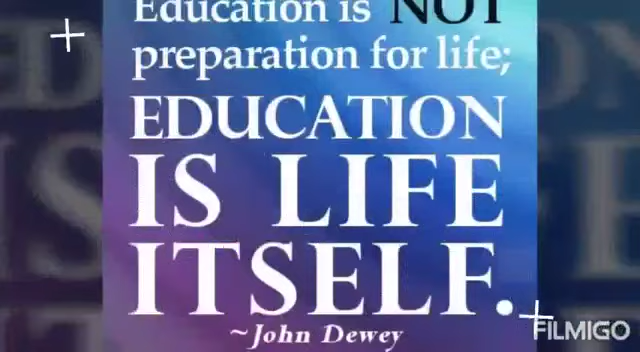 Education is NOT
preparation for life;
EDUCATION
IS LIFE
ITSELF.
~John Dewey
FILMIGO